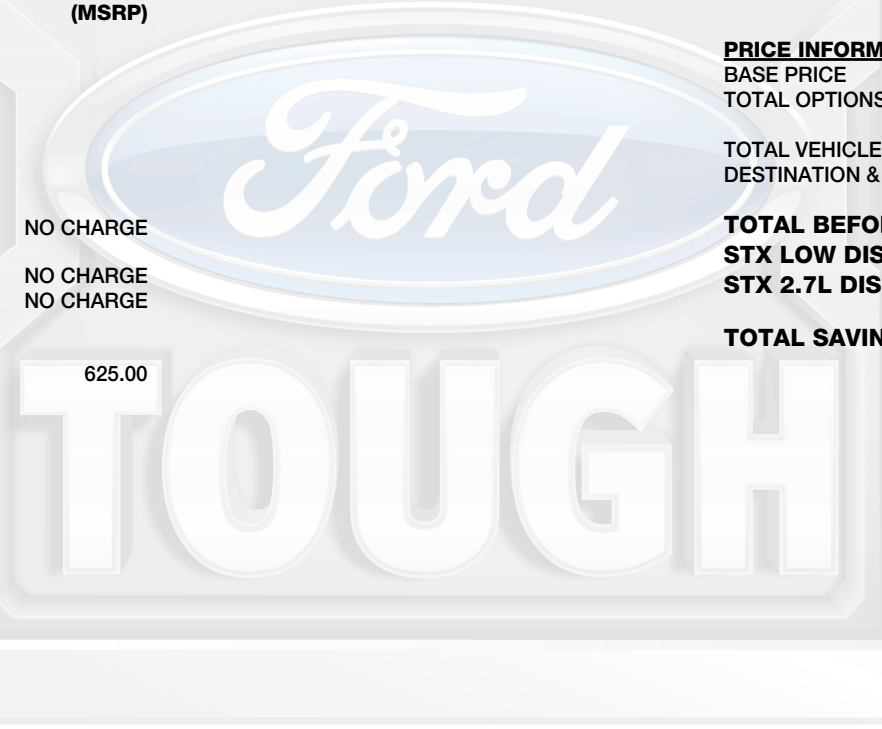 (MSRP)
NO CHARGE
NO CHARGE
NO CHARGE
625.00
PRICE INFORM
BASE PRICE
TOTAL OPTIONS
TOTAL VEHICLE
DESTINATION &
TOTAL BEFO
STX LOW DIS
STX 2.7L DIS
TOTAL SAVIN
Ford
TOUGH